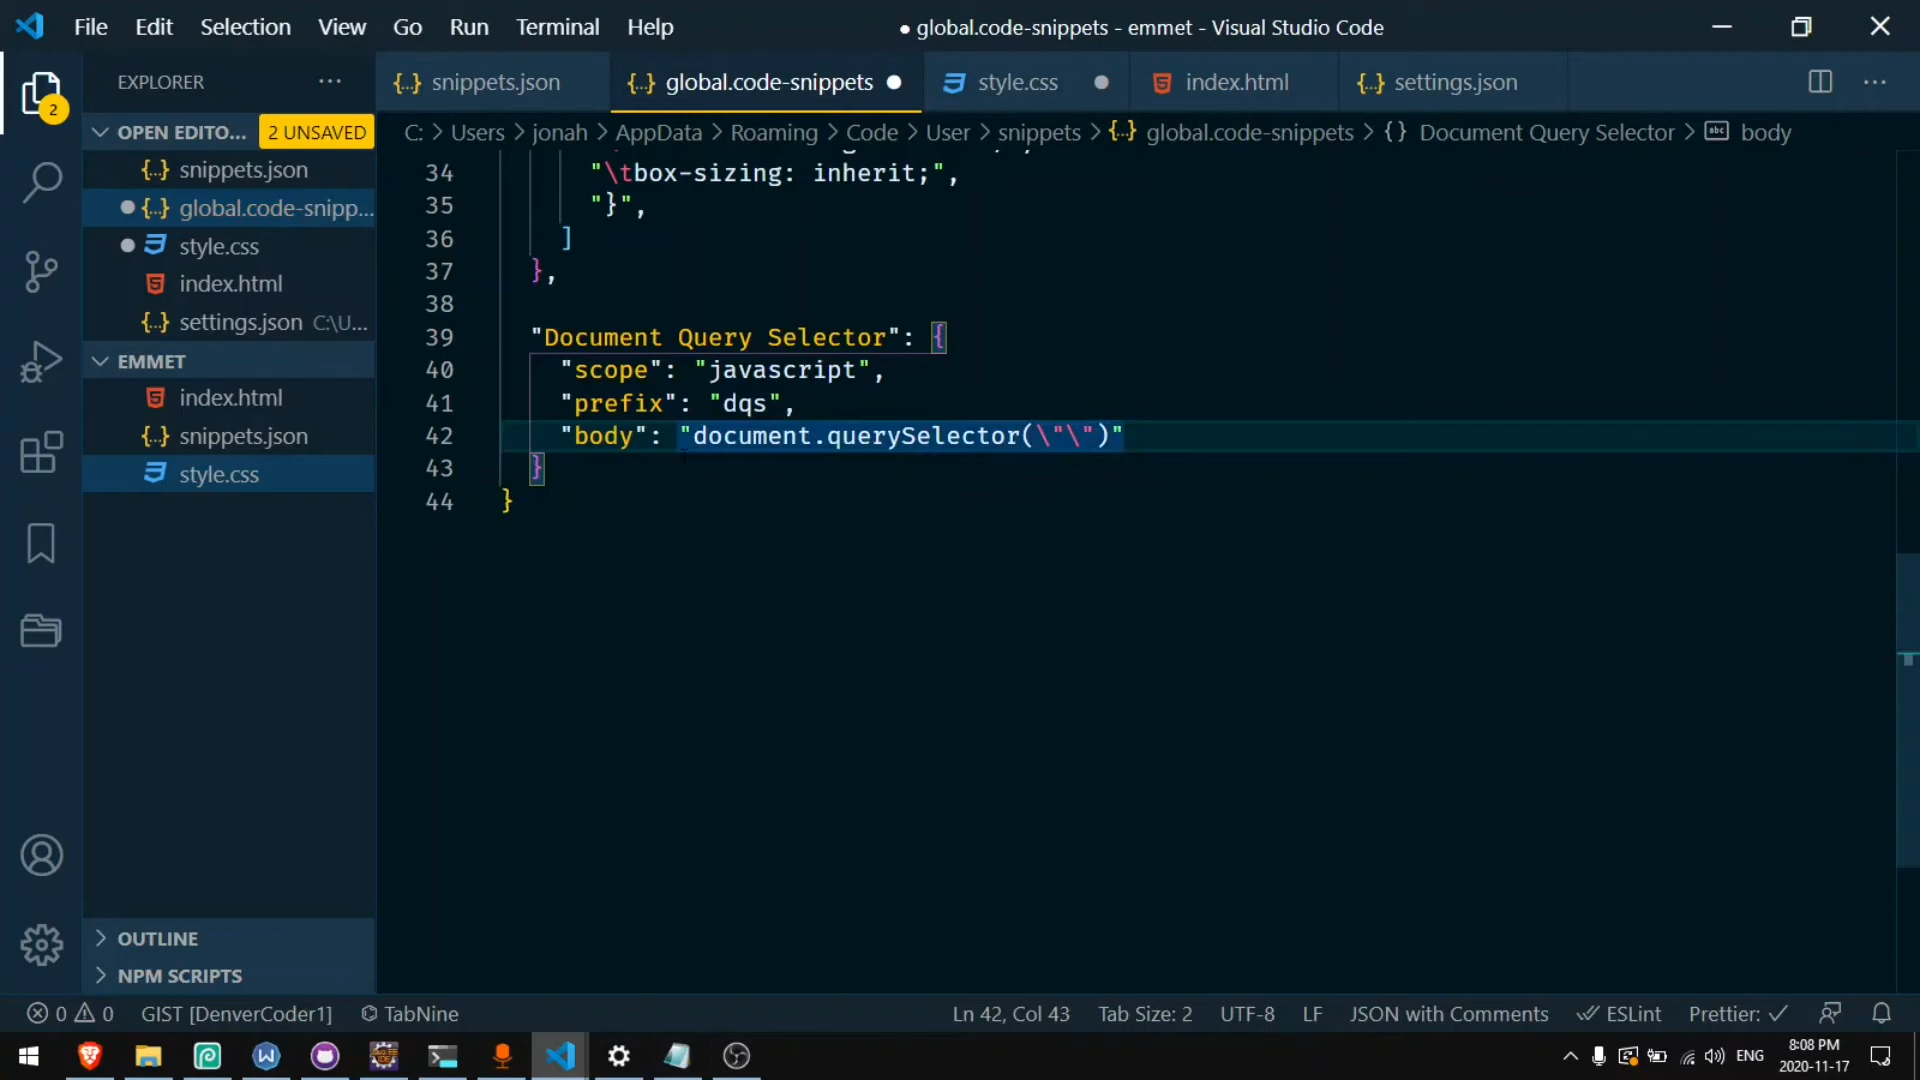 File Edit Selection View Go Run Terminal Help
● global.code-snippets - emmet - Visual Studio Code
EXPLORER ···
{..} snippets.json
{..} global.code-snippets ●
style.css ●
index.html
{..} settings.json
···
2
OPEN EDITO... 2 UNSAVED
C: > Users > jonah > AppData > Roaming > Code > User > snippets > {..} global.code-snippets > {} Document Query Selector > abc body
{..} snippets.json
● {..} global.code-snipp...
● style.css
index.html
{..} settings.json C:\U...
EMMET
index.html
{..} snippets.json
style.css
OUTLINE
NPM SCRIPTS
34 "\tbox-sizing: inherit;",
35 "}",
36 ]
37 },
38
39 "Document Query Selector": {
40 "scope": "javascript",
41 "prefix": "dqs",
42 "body": "document.querySelector(\"\")"
43 }
44 }
0 0 GIST [DenverCoder1] TabNine Ln 42, Col 43 Tab Size: 2 UTF-8 LF JSON with Comments ESLint Prettier: ✓
ENG
8:08 PM
2020-11-17